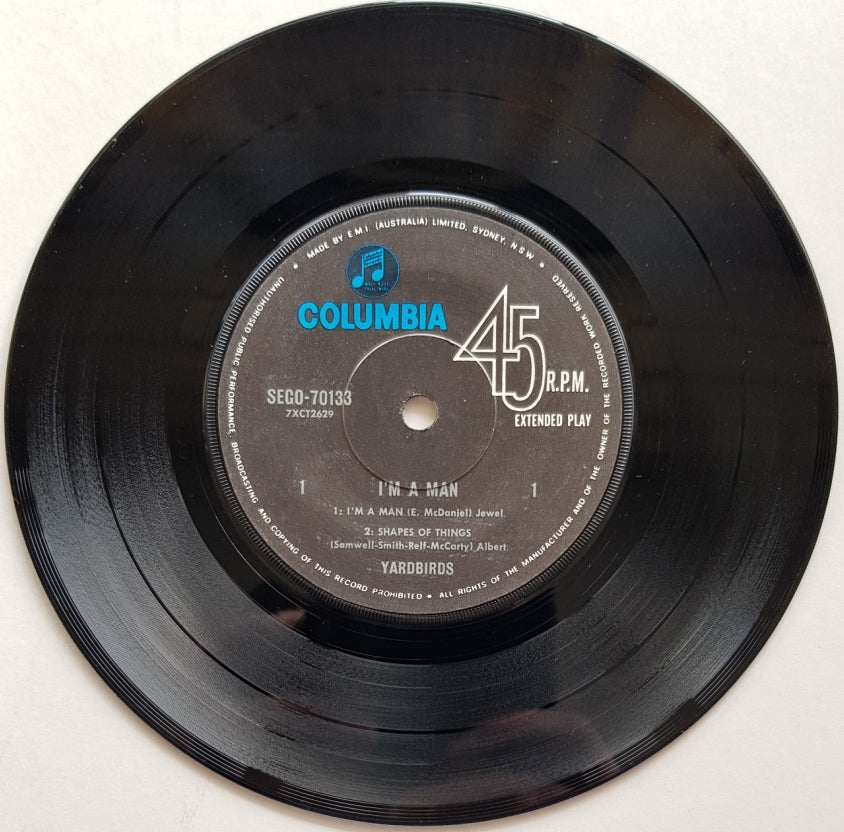 MADE BY E.M.I (AUSTRALIA) LIMITED, SYDNEY, N S W •
UNAUTHORISED PUBLIC PERFORMANCE, BROADCASTING AND COPYING OF THIS RECORD PROHIBITED • ALL RIGHTS OF THE MANUFACTURER AND OF THE OWNER OF THE RECORDED WORK RESERVED
COLUMBIA
45 R.P.M.
EXTENDED PLAY
SEGO-70133
7XCT2629
1 I'M A MAN 1
1: I'M A MAN (E. McDaniel) Jewel
2: SHAPES OF THINGS
(Samwell-Smith-Relf-McCarty) Albert
YARDBIRDS